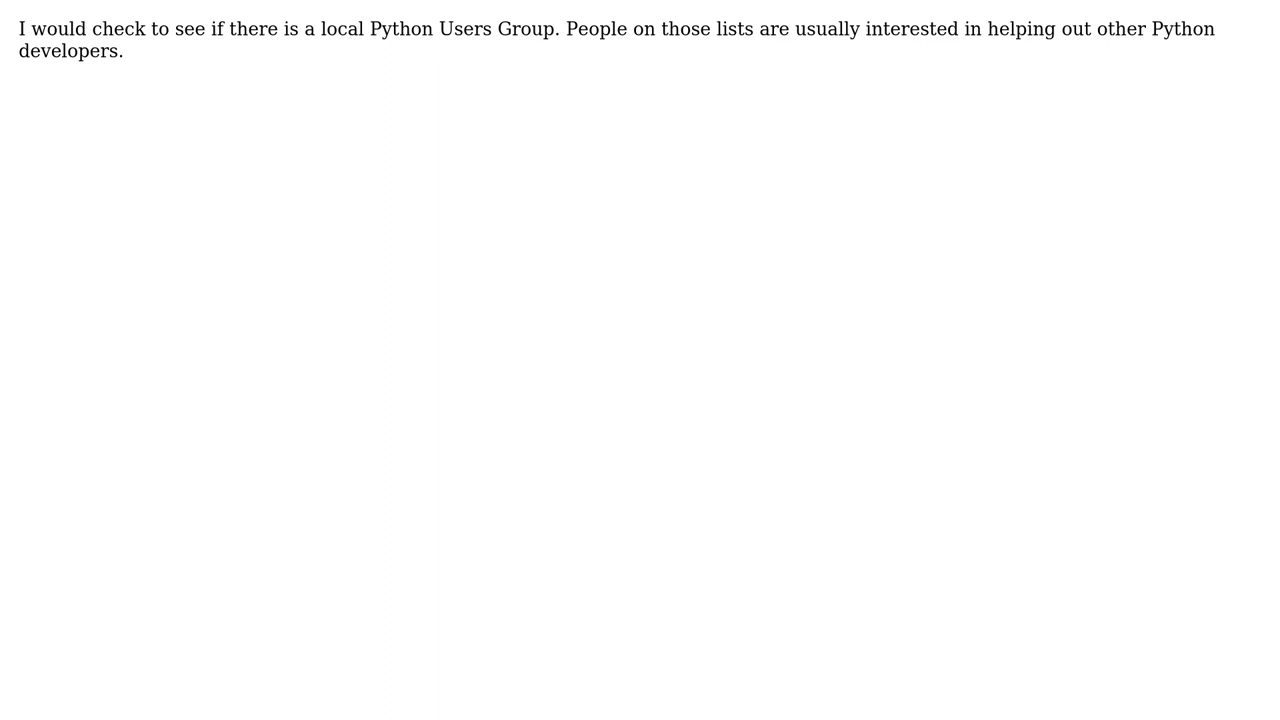 I would check to see if there is a local Python Users Group. People on those lists are usually interested in helping out other Python
developers.